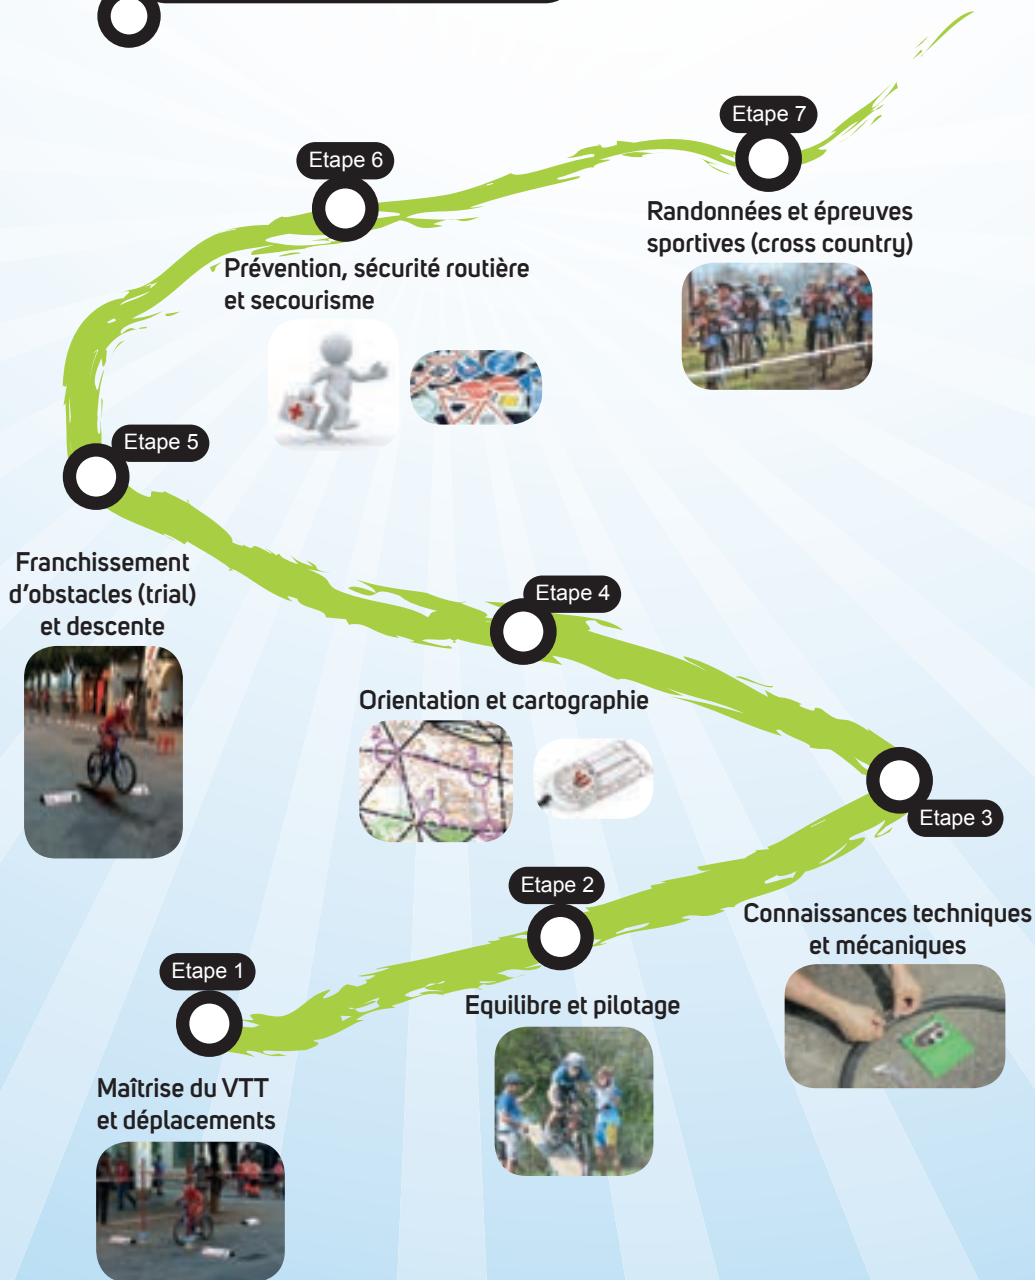 Etape 7
Etape 6
Randonnées et épreuves
sportives (cross country)
Prévention, sécurité routière
et secourisme
Etape 5
Franchissement
d'obstacles (trial)
et descente
Etape 4
Orientation et cartographie
Etape 3
Etape 2
Connaissances techniques
et mécaniques
Etape 1
Equilibre et pilotage
Maîtrise du VTT
et déplacements